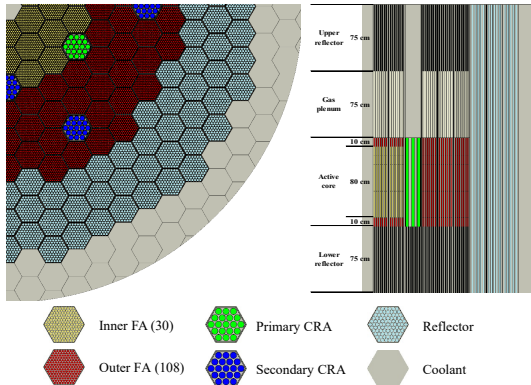 Upper
reflector
75 cm
Gas
plenum
75 cm
10 cm
Active
core
80 cm
10 cm
Lower
reflector
75 cm
Inner FA (30)
Primary CRA
Reflector
Outer FA (108)
Secondary CRA
Coolant